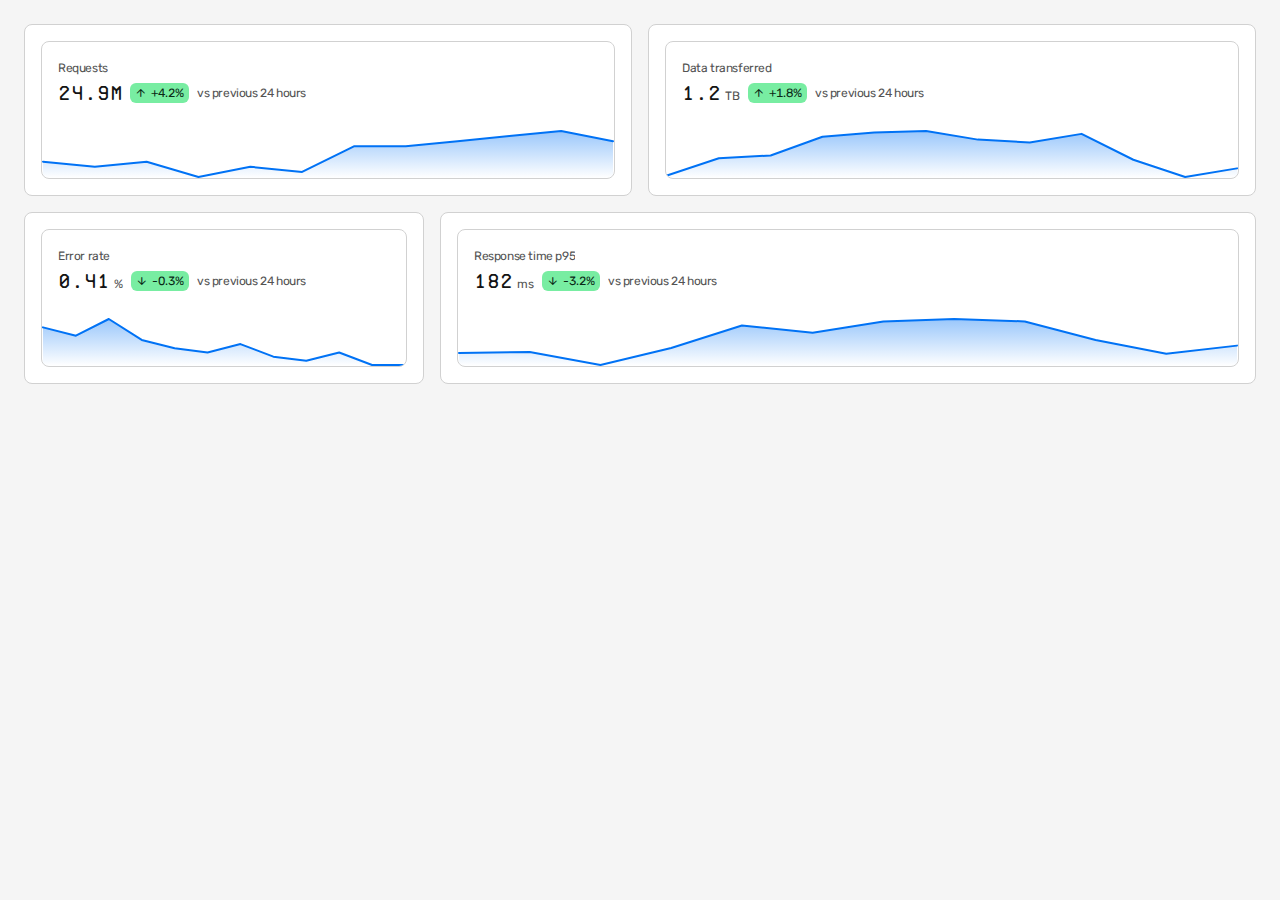 Requests
24.9M ↑ +4.2% vs previous 24 hours
Data transferred
1.2 TB ↑ +1.8% vs previous 24 hours
Error rate
0.41 % ↓ -0.3% vs previous 24 hours
Response time p95
182 ms ↓ -3.2% vs previous 24 hours